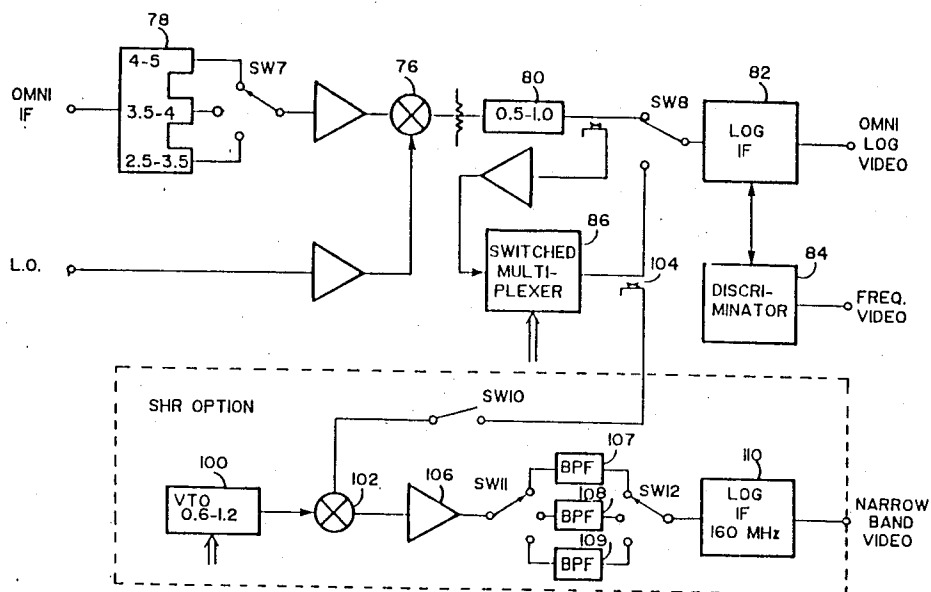 78
4-5
SW7
76
80
SW8
82
OMNI
IF
3.5-4
0.5-1.0
LOG
IF
OMNI
LOG
VIDEO
2.5-3.5
86
L.O.
SWITCHED
MULTI-
PLEXER
104
84
DISCRI-
MINATOR
FREQ.
VIDEO
SHR OPTION
SW10
100
VTO
0.6-1.2
102
106
SW11
BPF
107
BPF
108
BPF
109
SW12
110
LOG
IF
160 MHz
NARROW
BAND
VIDEO